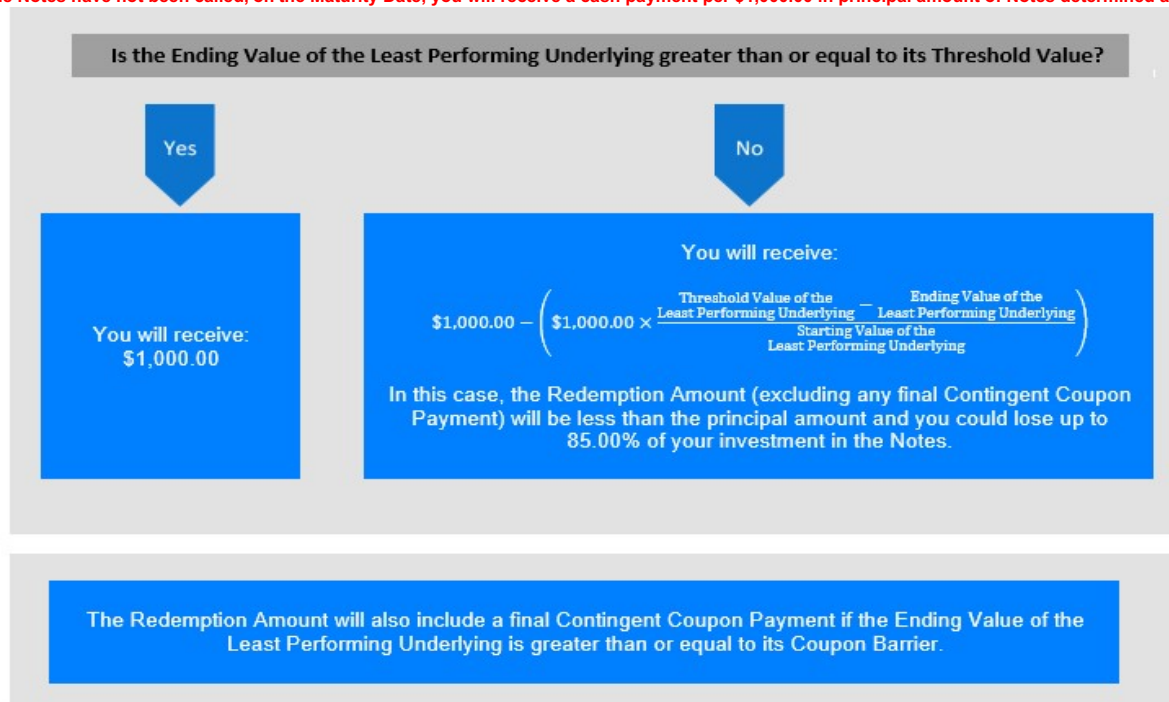 Notes have not been called, on the Maturity Date, you will receive a cash payment per $1,000.00 in principal amount of Notes determined
Is the Ending Value of the Least Performing Underlying greater than or equal to its Threshold Value?
Yes
No
You will receive:
$1,000.00
You will receive:
$1,000.00 − ($1,000.00 × (Threshold Value of the Least Performing Underlying − Ending Value of the Least Performing Underlying) / Starting Value of the Least Performing Underlying)
In this case, the Redemption Amount (excluding any final Contingent Coupon
Payment) will be less than the principal amount and you could lose up to
85.00% of your investment in the Notes.
The Redemption Amount will also include a final Contingent Coupon Payment if the Ending Value of the
Least Performing Underlying is greater than or equal to its Coupon Barrier.